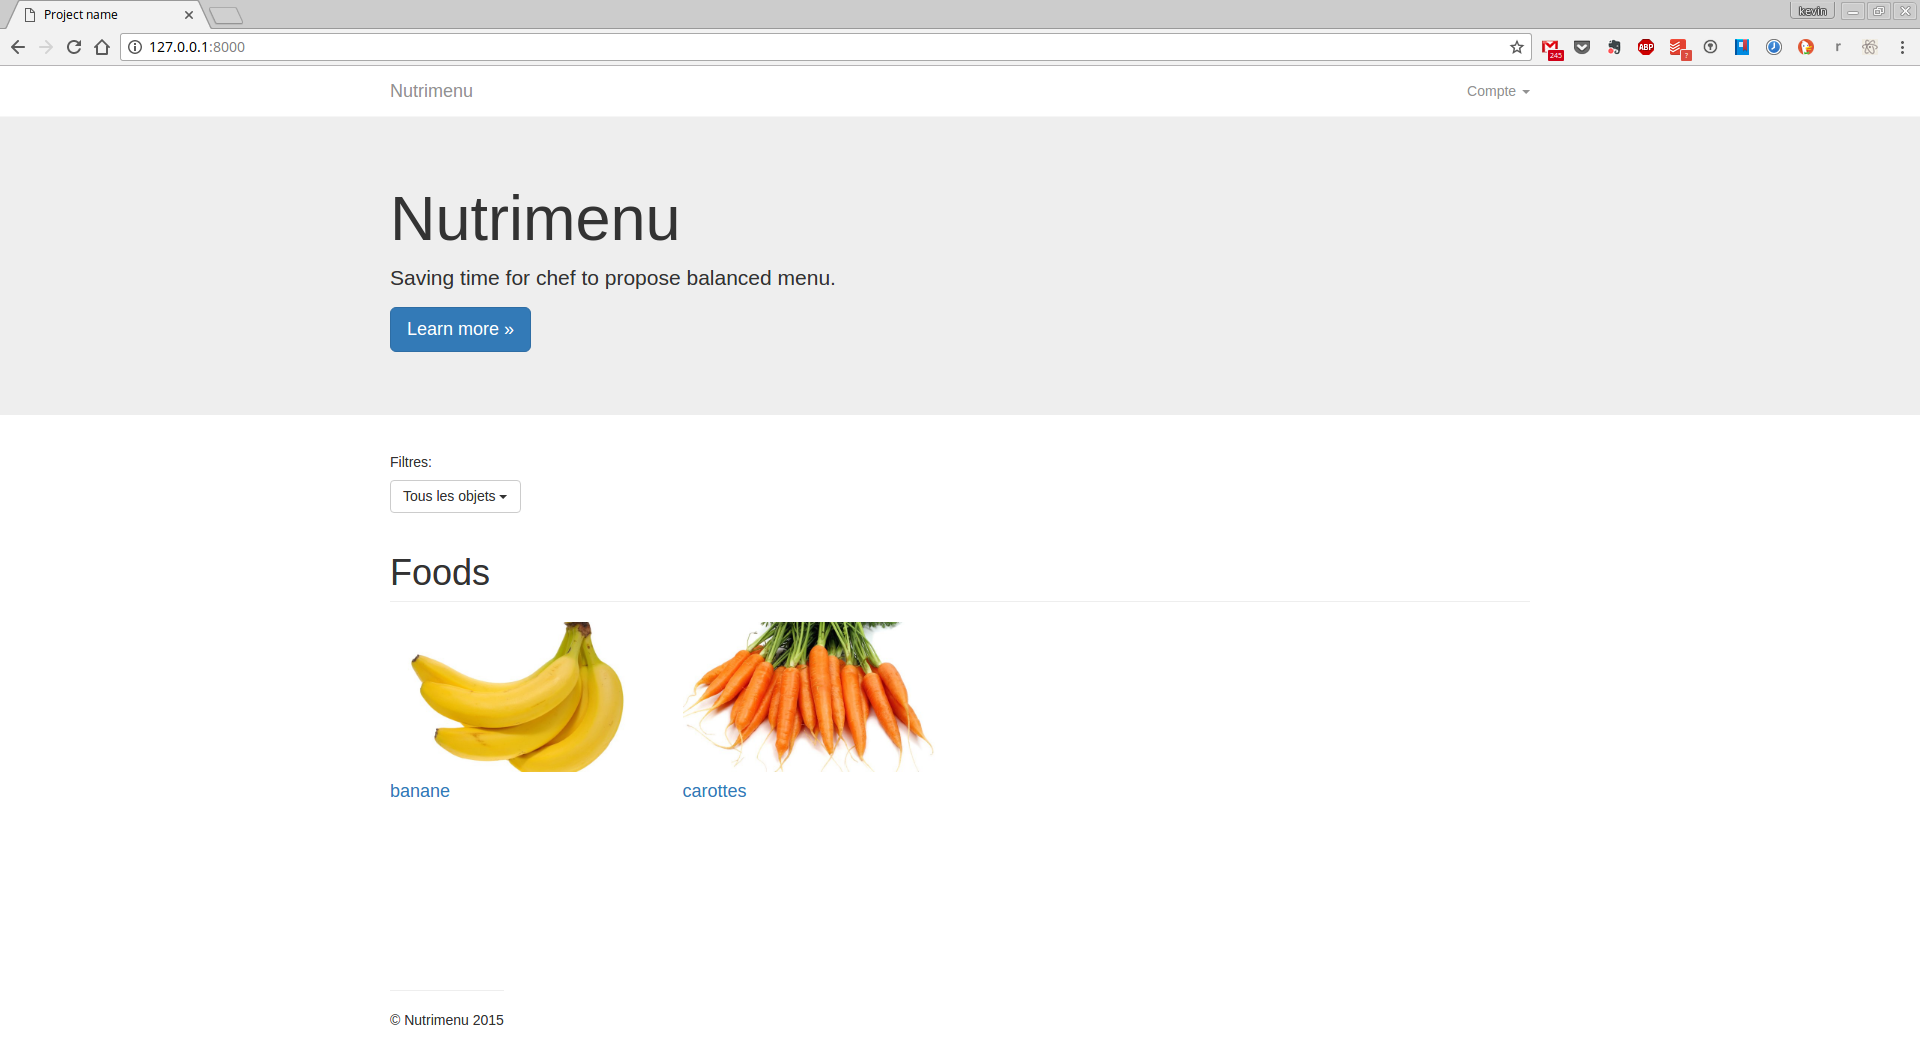 Project name
kevin
127.0.0.1:8000
245
ABP
?
r
Nutrimenu
Compte
Nutrimenu
Saving time for chef to propose balanced menu.
Learn more »
Filtres:
Tous les objets
Foods
banane
carottes
© Nutrimenu 2015